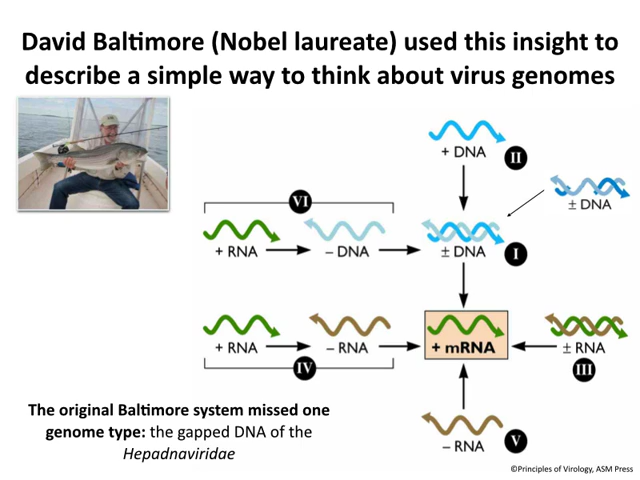 David Baltimore (Nobel laureate) used this insight to
describe a simple way to think about virus genomes
+ DNA
II
± DNA
VI
+ RNA
– DNA
± DNA
I
+ RNA
– RNA
+ mRNA
± RNA
IV
III
The original Baltimore system missed one
genome type: the gapped DNA of the
Hepadnaviridae
– RNA
V
©Principles of Virology, ASM Press